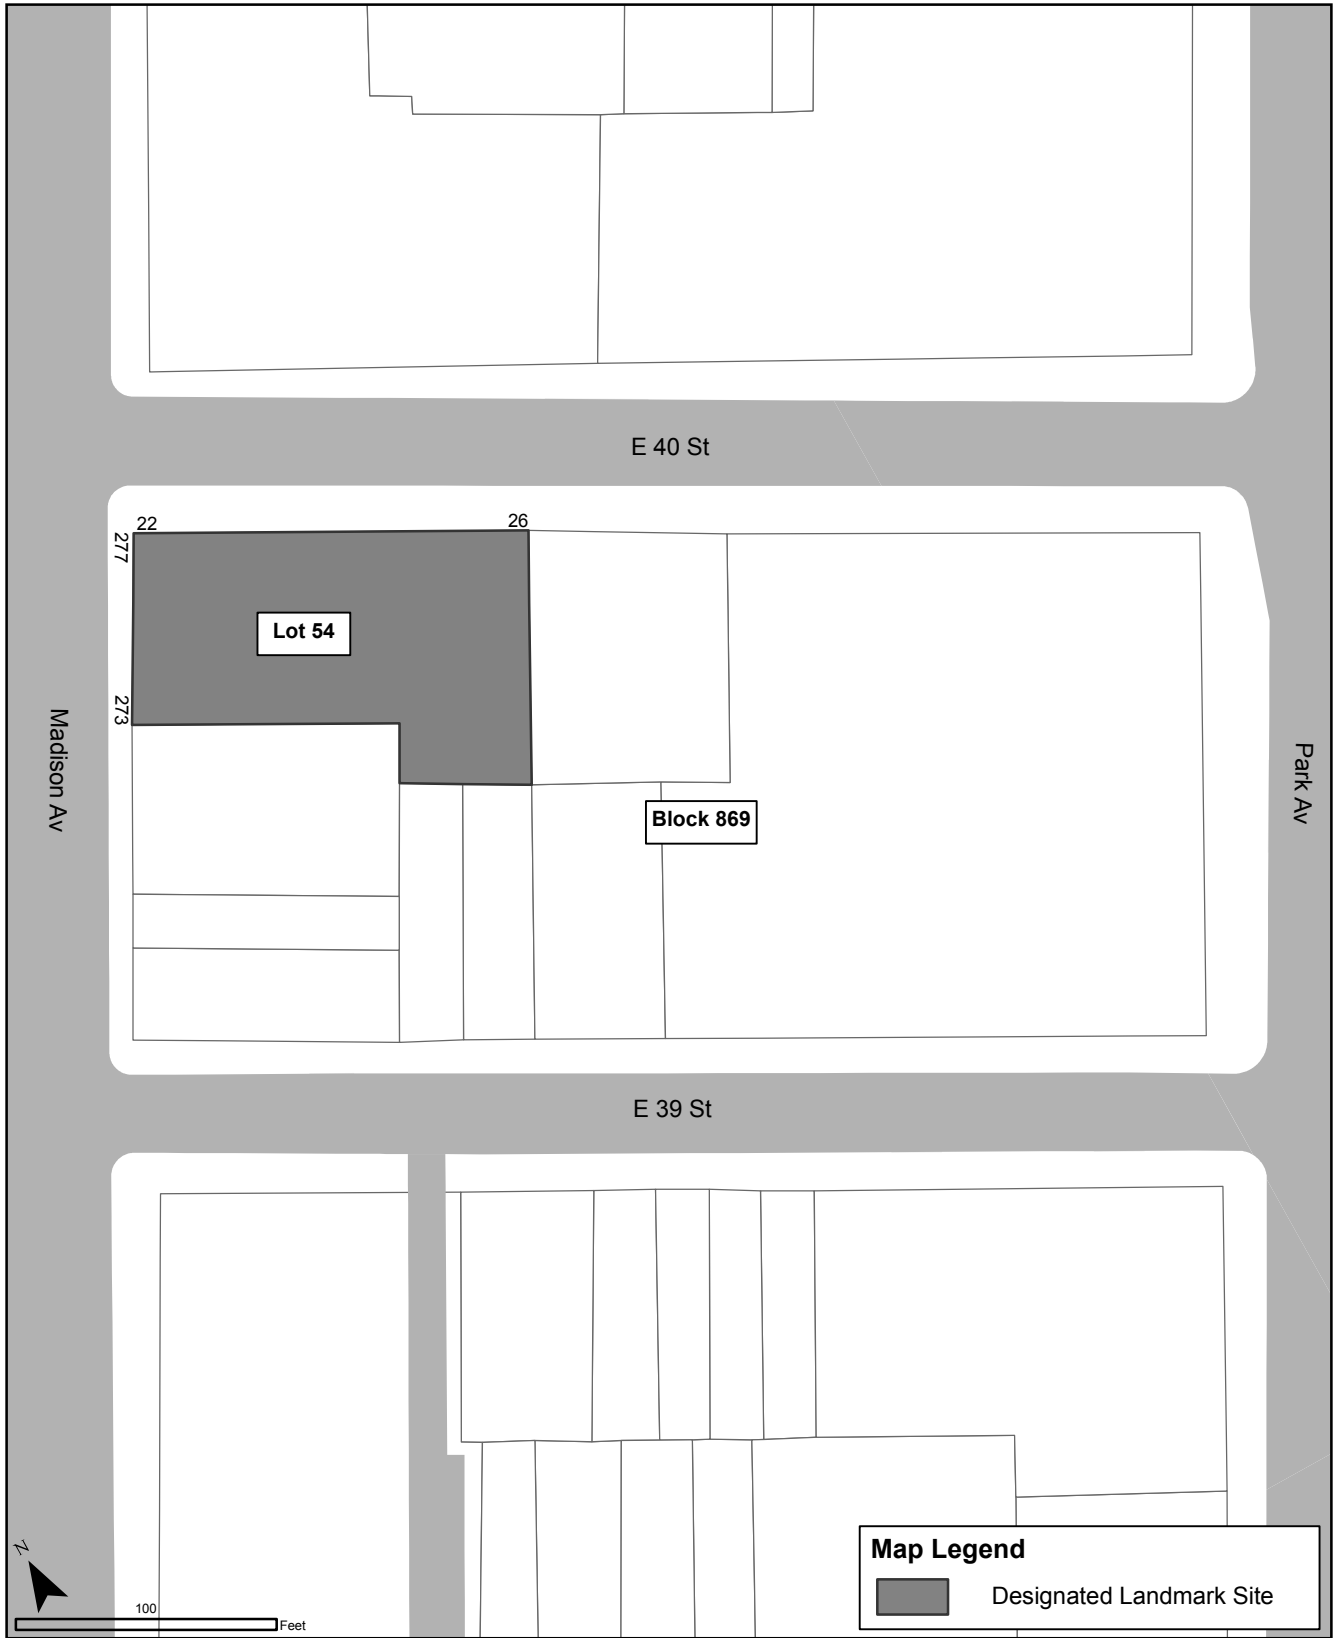 E 40 St
22
26
277
Lot 54
273
Madison Av
Park Av
Block 869
E 39 St
Map Legend
Designated Landmark Site
N
100
Feet